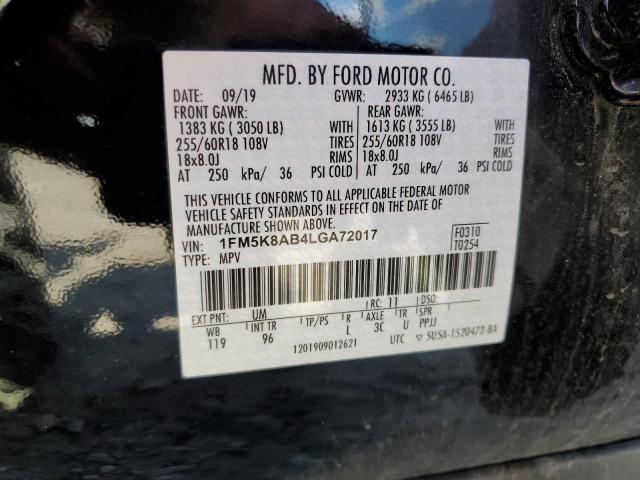 MFD. BY FORD MOTOR CO.
DATE: 09/19 GVWR: 2933 KG (6465 LB)
FRONT GAWR: REAR GAWR:
1383 KG (3050 LB) WITH 1613 KG (3555 LB) WITH
255/60R18 108V TIRES 255/60R18 108V TIRES
18x8.0J RIMS 18x8.0J RIMS
AT 250 kPa/ 36 PSI COLD AT 250 kPa/ 36 PSI COLD
THIS VEHICLE CONFORMS TO ALL APPLICABLE FEDERAL MOTOR
VEHICLE SAFETY AND THEFT PREVENTION STANDARDS IN EFFECT ON THE DATE OF
MANUFACTURE SHOWN ABOVE.
VIN: 1FM5K8AB4LGA72017 F0310
TYPE: MPV T0254
EXT PNT: UM RC: 11 DSO:
WB INT TR TP/PS R AXLE TR SPR
119 96 L 3C U PPJJ
1201909012621 UTC ▽ 5U5A-1520472-BA